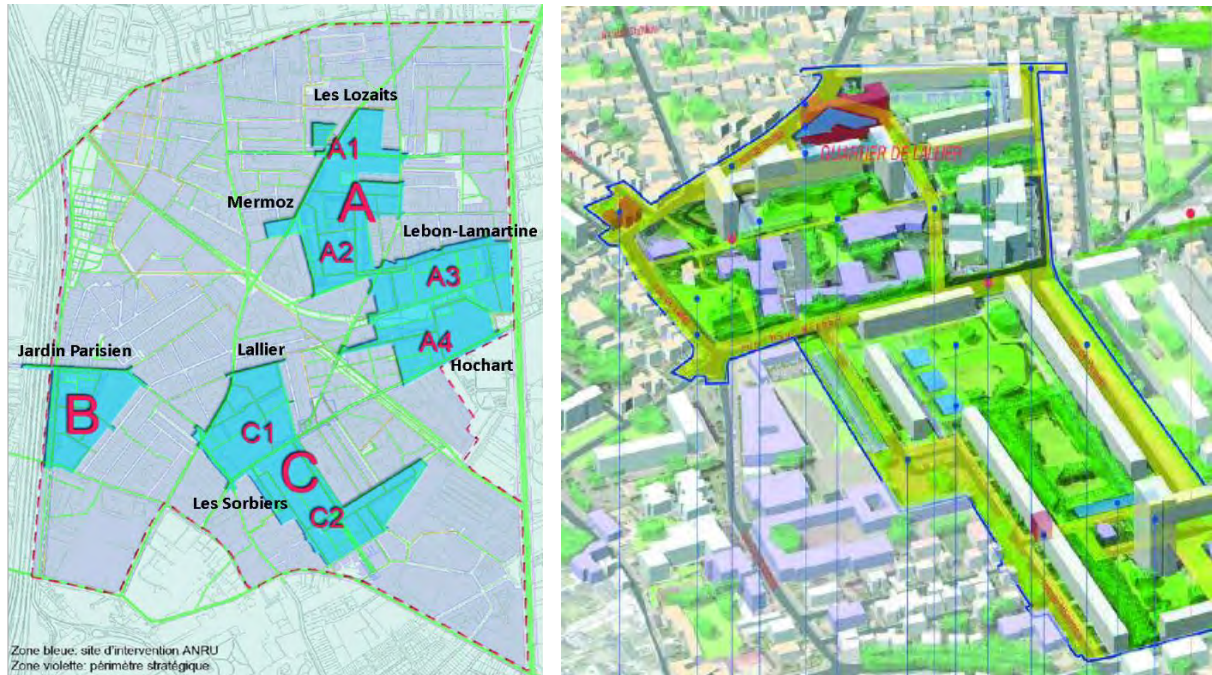 Les Lozaits
A1
Mermoz
A
Lebon-Lamartine
A2
A3
A4
Jardin Parisien
Lallier
Hochart
B
C1
C
Les Sorbiers
C2
Zone bleue: site d'intervention ANRU
Zone violette: périmètre stratégique
QUARTIER DE LALLIER